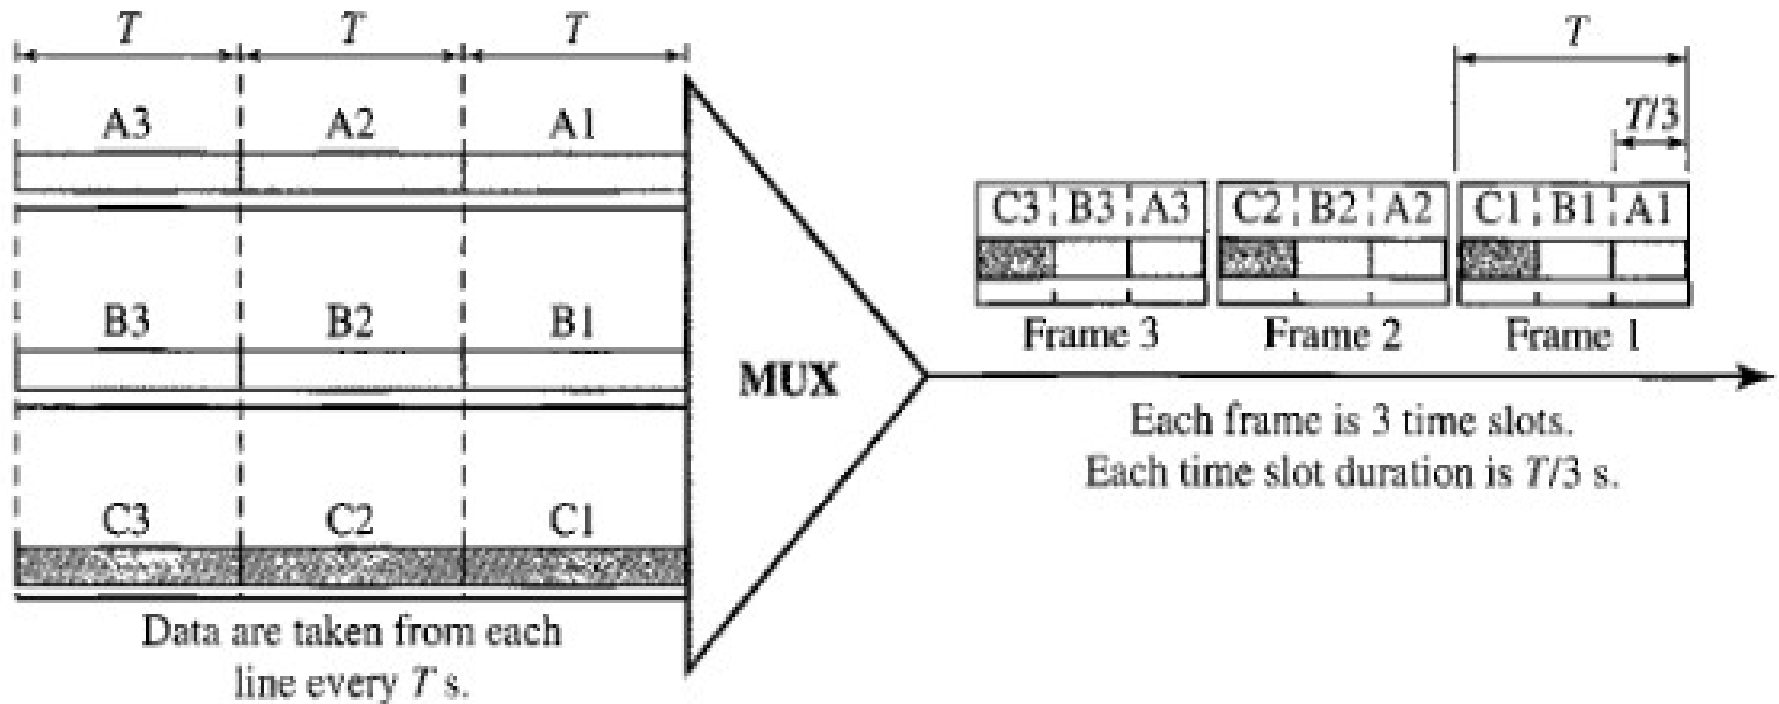 T T T
A3 A2 A1
B3 B2 B1
C3 C2 C1
Data are taken from each
line every T s.
MUX
T
T/3
C3 B3 A3 C2 B2 A2 C1 B1 A1
Frame 3 Frame 2 Frame 1
Each frame is 3 time slots.
Each time slot duration is T/3 s.